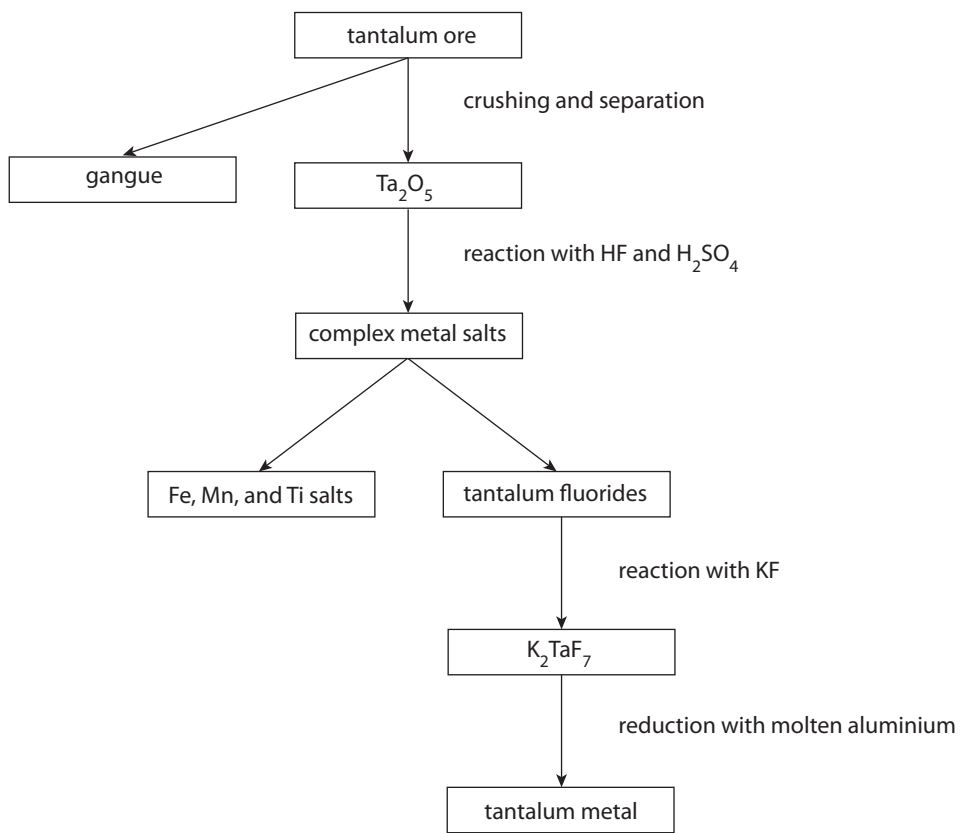 tantalum ore
crushing and separation
gangue
Ta₂O₅
reaction with HF and H₂SO₄
complex metal salts
Fe, Mn, and Ti salts
tantalum fluorides
reaction with KF
K₂TaF₇
reduction with molten aluminium
tantalum metal